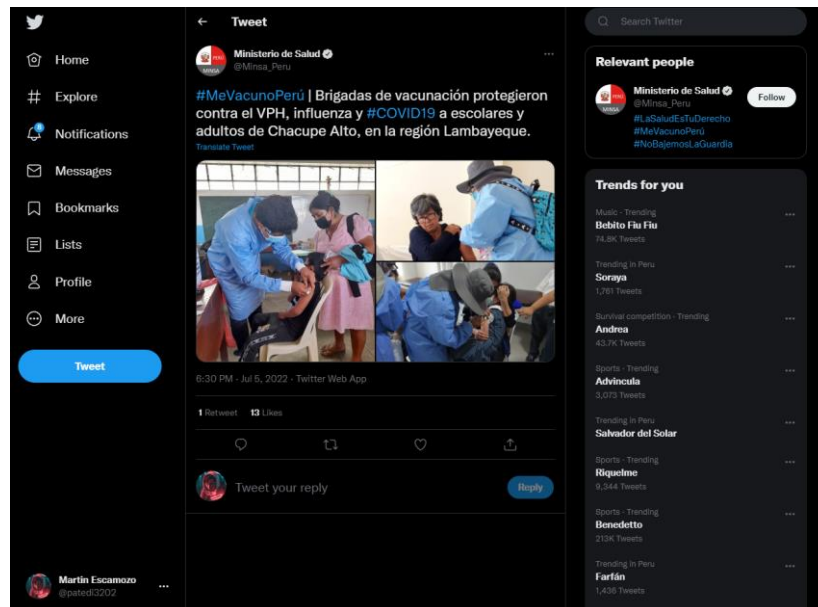 Home
Explore
Notifications
Messages
Bookmarks
Lists
Profile
More
Tweet
Martin Escamozo
@patedi3202
Tweet
Ministerio de Salud
@Minsa_Peru
#MeVacunoPerú | Brigadas de vacunación protegieron
contra el VPH, influenza y #COVID19 a escolares y
adultos de Chacupe Alto, en la región Lambayeque.
Translate Tweet
6:30 PM · Jul 5, 2022 · Twitter Web App
1 Retweet 13 Likes
Tweet your reply
Reply
Search Twitter
Relevant people
Ministerio de Salud
@Minsa_Peru
Follow
#LaSaludEsTuDerecho
#MeVacunoPerú
#NoBajemosLaGuardia
Trends for you
Music · Trending
Bebito Fiu Fiu
74.8K Tweets
Trending in Peru
Soraya
1,761 Tweets
Survival competition · Trending
Andrea
43.7K Tweets
Sports · Trending
Advincula
3,073 Tweets
Trending in Peru
Salvador del Solar
Sports · Trending
Riquelme
9,344 Tweets
Sports · Trending
Benedetto
213K Tweets
Trending in Peru
Farfán
1,436 Tweets